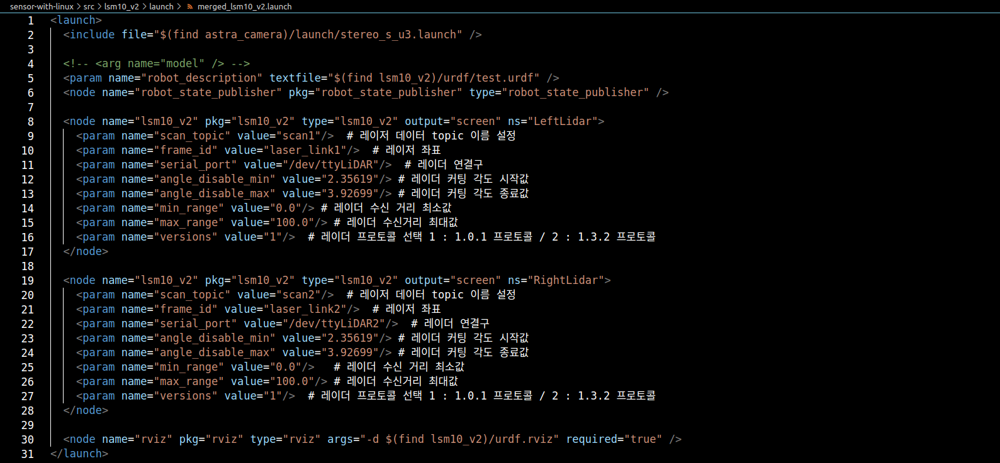 sensor-with-linux > src > lsm10_v2 > launch > merged_lsm10_v2.launch
1 <launch>
2 <include file="$(find astra_camera)/launch/stereo_s_u3.launch" />
3
4 <!-- <arg name="model" /> -->
5 <param name="robot_description" textfile="$(find lsm10_v2)/urdf/test.urdf" />
6 <node name="robot_state_publisher" pkg="robot_state_publisher" type="robot_state_publisher" />
7
8 <node name="lsm10_v2" pkg="lsm10_v2" type="lsm10_v2" output="screen" ns="LeftLidar">
9 <param name="scan_topic" value="scan1"/>  # 레이저 데이터 topic 이름 설정
10 <param name="frame_id" value="laser_link1"/>  # 레이저 좌표
11 <param name="serial_port" value="/dev/ttyLiDAR"/>  # 레이더 연결구
12 <param name="angle_disable_min" value="2.35619"/> # 레이더 커팅 각도 시작값
13 <param name="angle_disable_max" value="3.92699"/> # 레이더 커팅 각도 종료값
14 <param name="min_range" value="0.0"/> # 레이더 수신 거리 최소값
15 <param name="max_range" value="100.0"/> # 레이더 수신거리 최대값
16 <param name="versions" value="1"/>  # 레이더 프로토콜 선택 1 : 1.0.1 프로토콜 / 2 : 1.3.2 프로토콜
17 </node>
18
19 <node name="lsm10_v2" pkg="lsm10_v2" type="lsm10_v2" output="screen" ns="RightLidar">
20 <param name="scan_topic" value="scan2"/>  # 레이저 데이터 topic 이름 설정
21 <param name="frame_id" value="laser_link2"/>  # 레이저 좌표
22 <param name="serial_port" value="/dev/ttyLiDAR2"/>  # 레이더 연결구
23 <param name="angle_disable_min" value="2.35619"/> # 레이더 커팅 각도 시작값
24 <param name="angle_disable_max" value="3.92699"/> # 레이더 커팅 각도 종료값
25 <param name="min_range" value="0.0"/>   # 레이더 수신 거리 최소값
26 <param name="max_range" value="100.0"/> # 레이더 수신거리 최대값
27 <param name="versions" value="1"/>  # 레이더 프로토콜 선택 1 : 1.0.1 프로토콜 / 2 : 1.3.2 프로토콜
28 </node>
29
30 <node name="rviz" pkg="rviz" type="rviz" args="-d $(find lsm10_v2)/urdf.rviz" required="true" />
31 </launch>